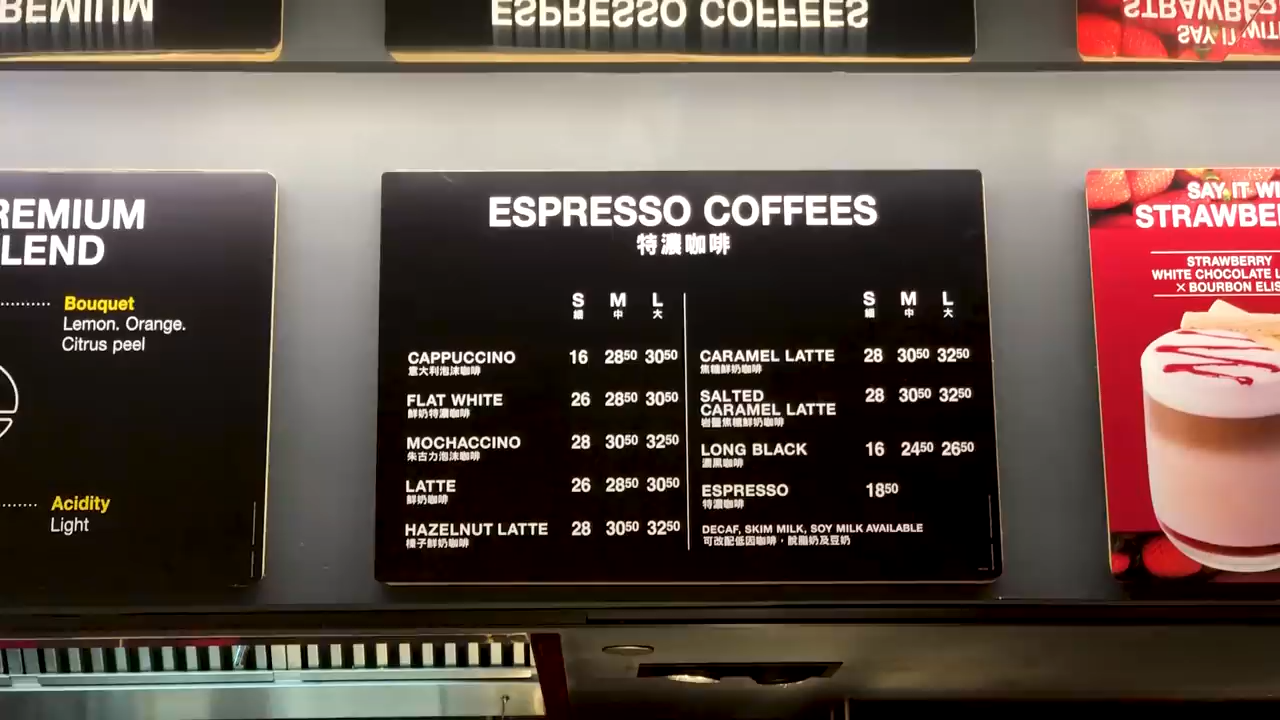 REMIUM
ESPRESSO COFFEES
STRAWBE
SAY IT WIT
REMIUM
LEND
Bouquet
Lemon. Orange.
Citrus peel
Acidity
Light
ESPRESSO COFFEES
特濃咖啡
S M L
細 中 大
CAPPUCCINO 16 2850 3050
意大利泡沫咖啡
FLAT WHITE 26 2850 3050
鮮奶特濃咖啡
MOCHACCINO 28 3050 3250
朱古力泡沫咖啡
LATTE 26 2850 3050
鮮奶咖啡
HAZELNUT LATTE 28 3050 3250
榛子鮮奶咖啡
S M L
細 中 大
CARAMEL LATTE 28 3050 3250
焦糖鮮奶咖啡
SALTED 28 3050 3250
CARAMEL LATTE
岩鹽焦糖鮮奶咖啡
LONG BLACK 16 2450 2650
濃黑咖啡
ESPRESSO 1850
特濃咖啡
DECAF, SKIM MILK, SOY MILK AVAILABLE
可改配低因咖啡，脫脂奶及豆奶
SAY IT WI
STRAWBE
STRAWBERRY
WHITE CHOCOLATE L
× BOURBON ELIS